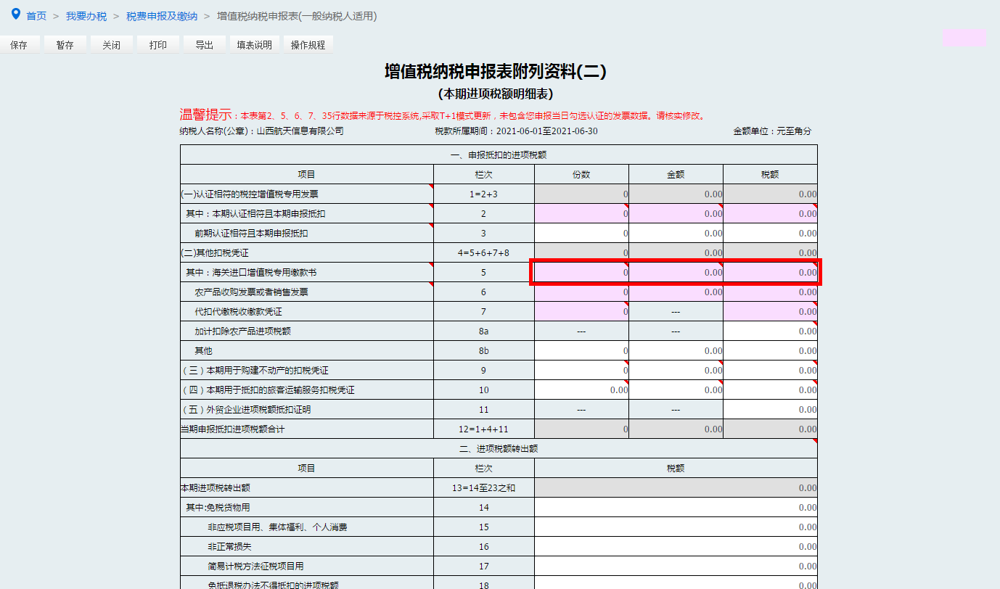 首页 > 我要办税 > 税费申报及缴纳 > 增值税纳税申报表(一般纳税人适用)
保存 暂存 关闭 打印 导出 填表说明 操作规程
增值税纳税申报表附列资料(二)
(本期进项税额明细表)
温馨提示：本表第2、5、6、7、35行数据来源于税控系统,采取T+1模式更新，未包含您申报当日勾选认证的发票数据。请核实修改。
纳税人名称(公章)：山西航天信息有限公司 税款所属期间：2021-06-01至2021-06-30 金额单位：元至角分
一、申报抵扣的进项税额
项目 栏次 份数 金额 税额
(一)认证相符的税控增值税专用发票 1=2+3 0 0.00 0.00
其中：本期认证相符且本期申报抵扣 2 0 0.00 0.00
前期认证相符且本期申报抵扣 3 0 0.00 0.00
(二)其他扣税凭证 4=5+6+7+8 0 0.00 0.00
其中：海关进口增值税专用缴款书 5 0 0.00 0.00
农产品收购发票或者销售发票 6 0 0.00 0.00
代扣代缴税收缴款凭证 7 0 --- 0.00
加计扣除农产品进项税额 8a --- --- 0.00
其他 8b 0 0.00 0.00
（三）本期用于购建不动产的扣税凭证 9 0 0.00 0.00
（四）本期用于抵扣的旅客运输服务扣税凭证 10 0.00 0.00 0.00
（五）外贸企业进项税额抵扣证明 11 --- --- 0.00
当期申报抵扣进项税额合计 12=1+4+11 0 0.00 0.00
二、进项税额转出额
项目 栏次 税额
本期进项税转出额 13=14至23之和 0.00
其中:免税货物用 14 0.00
非应税项目用、集体福利、个人消费 15 0.00
非正常损失 16 0.00
简易计税方法征税项目用 17 0.00
免抵退税办法不得抵扣的进项税额 18 0.00